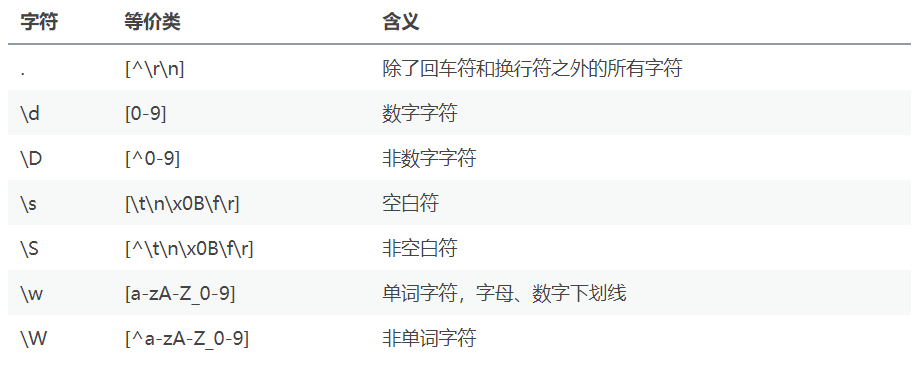 字符 等价类 含义
. [^\r\n] 除了回车符和换行符之外的所有字符
\d [0-9] 数字字符
\D [^0-9] 非数字字符
\s [\t\n\x0B\f\r] 空白符
\S [^\t\n\x0B\f\r] 非空白符
\w [a-zA-Z_0-9] 单词字符，字母、数字下划线
\W [^a-zA-Z_0-9] 非单词字符